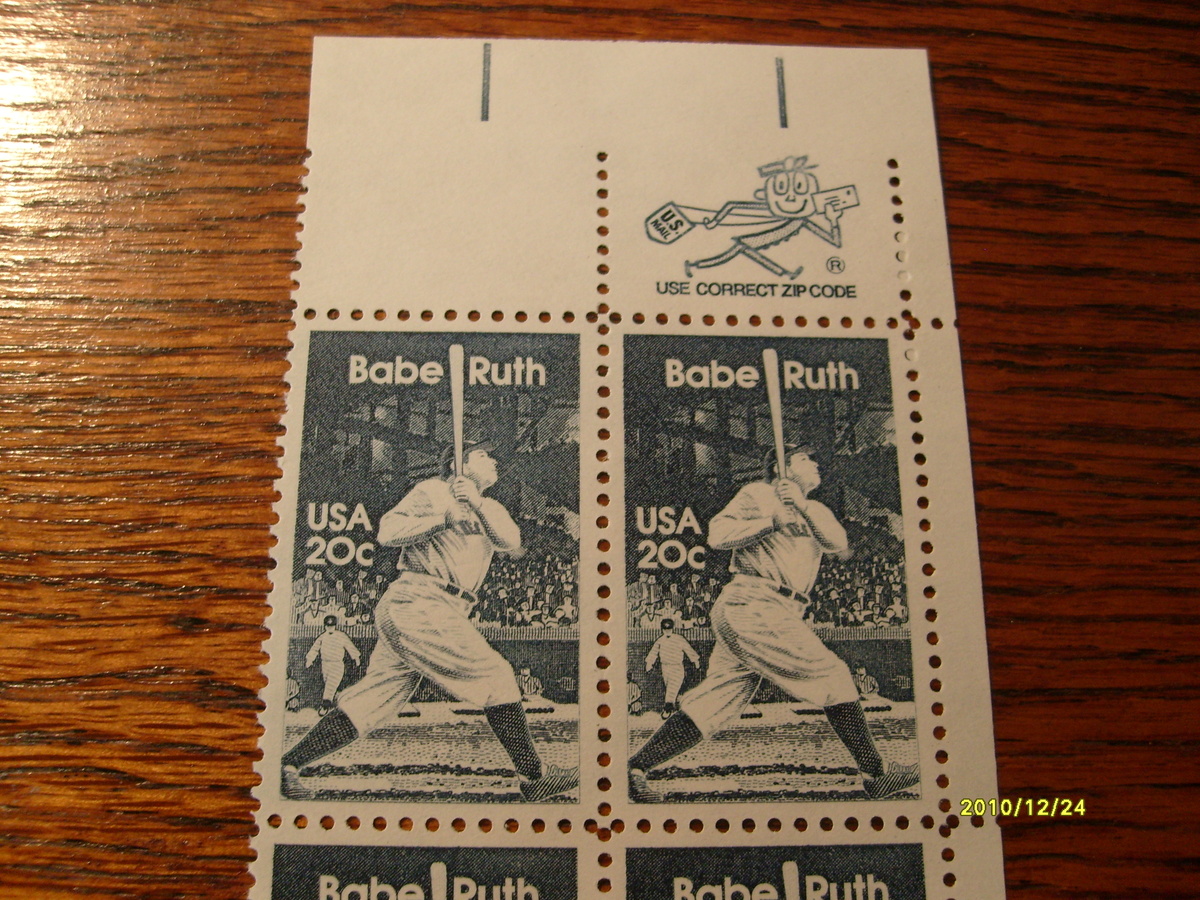 U.S.
MAIL
®
USE CORRECT ZIP CODE
Babe Ruth
USA
20c
Babe Ruth
USA
20c
2010/12/24
Babe Ruth
Babe Ruth